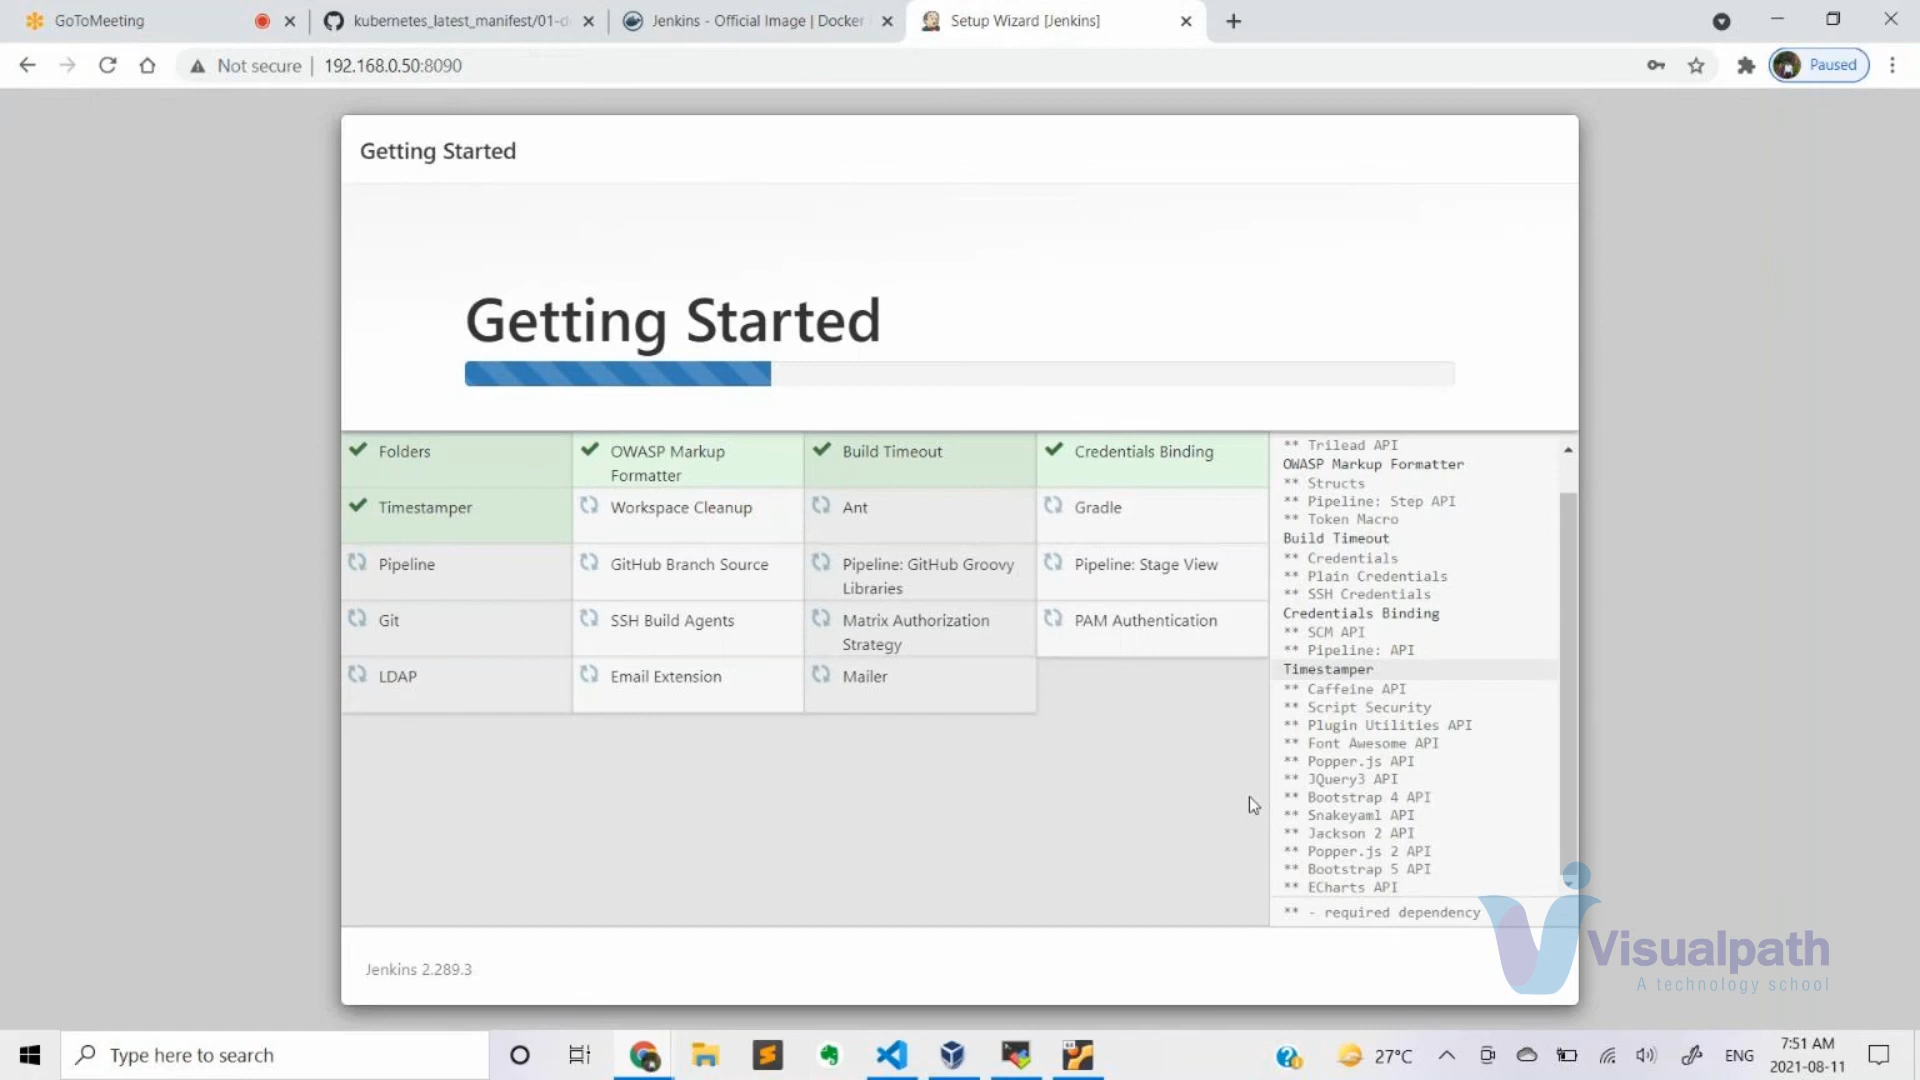 GoToMeeting
kubernetes_latest_manifest/01-d
Jenkins - Official Image | Docker
Setup Wizard [Jenkins]
Not secure
192.168.0.50:8090
Paused
Getting Started
Getting Started
Folders
OWASP Markup
Formatter
Build Timeout
Credentials Binding
Timestamper
Workspace Cleanup
Ant
Gradle
Pipeline
GitHub Branch Source
Pipeline: GitHub Groovy
Libraries
Pipeline: Stage View
Git
SSH Build Agents
Matrix Authorization
Strategy
PAM Authentication
LDAP
Email Extension
Mailer
** Trilead API
OWASP Markup Formatter
** Structs
** Pipeline: Step API
** Token Macro
Build Timeout
** Credentials
** Plain Credentials
** SSH Credentials
Credentials Binding
** SCM API
** Pipeline: API
Timestamper
** Caffeine API
** Script Security
** Plugin Utilities API
** Font Awesome API
** Popper.js API
** JQuery3 API
** Bootstrap 4 API
** Snakeyaml API
** Jackson 2 API
** Popper.js 2 API
** Bootstrap 5 API
** ECharts API
** - required dependency
Jenkins 2.289.3
Visualpath
A technology school
Type here to search
27°C
ENG
7:51 AM
2021-08-11